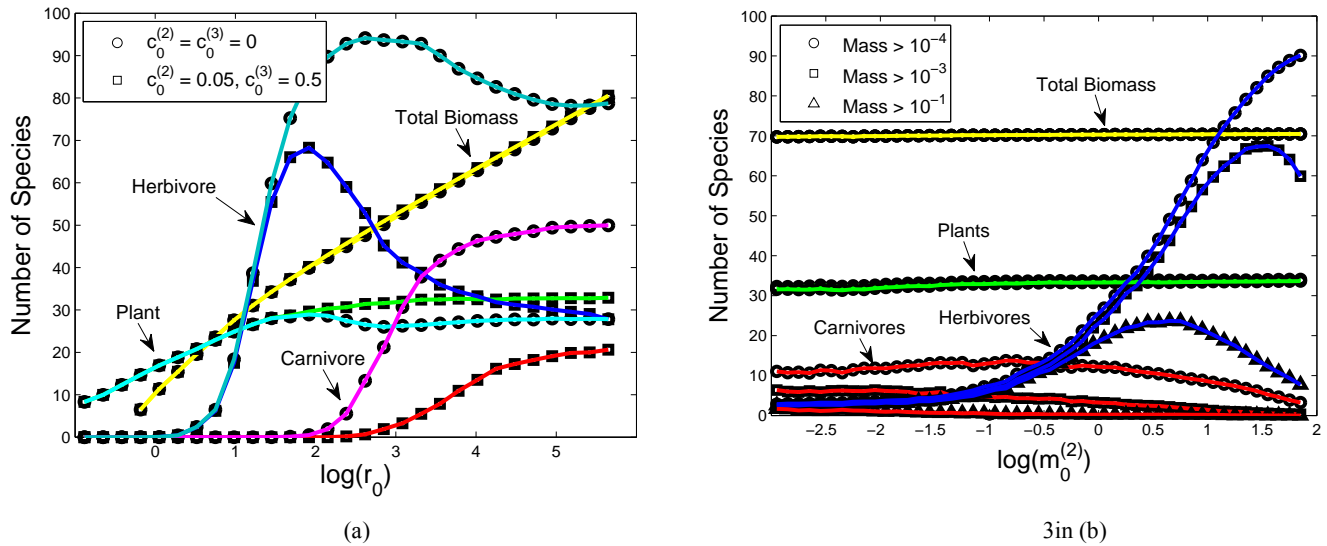 c₀⁽²⁾ = c₀⁽³⁾ = 0
c₀⁽²⁾ = 0.05, c₀⁽³⁾ = 0.5
Total Biomass
Herbivore
Plant
Carnivore
Number of Species
100
90
80
70
60
50
40
30
20
10
0
0 1 2 3 4 5
log(r₀)
(a)
Mass > 10⁻⁴
Mass > 10⁻³
Mass > 10⁻¹
Total Biomass
Plants
Carnivores
Herbivores
Number of Species
100
90
80
70
60
50
40
30
20
10
0
−2.5 −2 −1.5 −1 −0.5 0 0.5 1 1.5 2
log(m₀⁽²⁾)
3in (b)